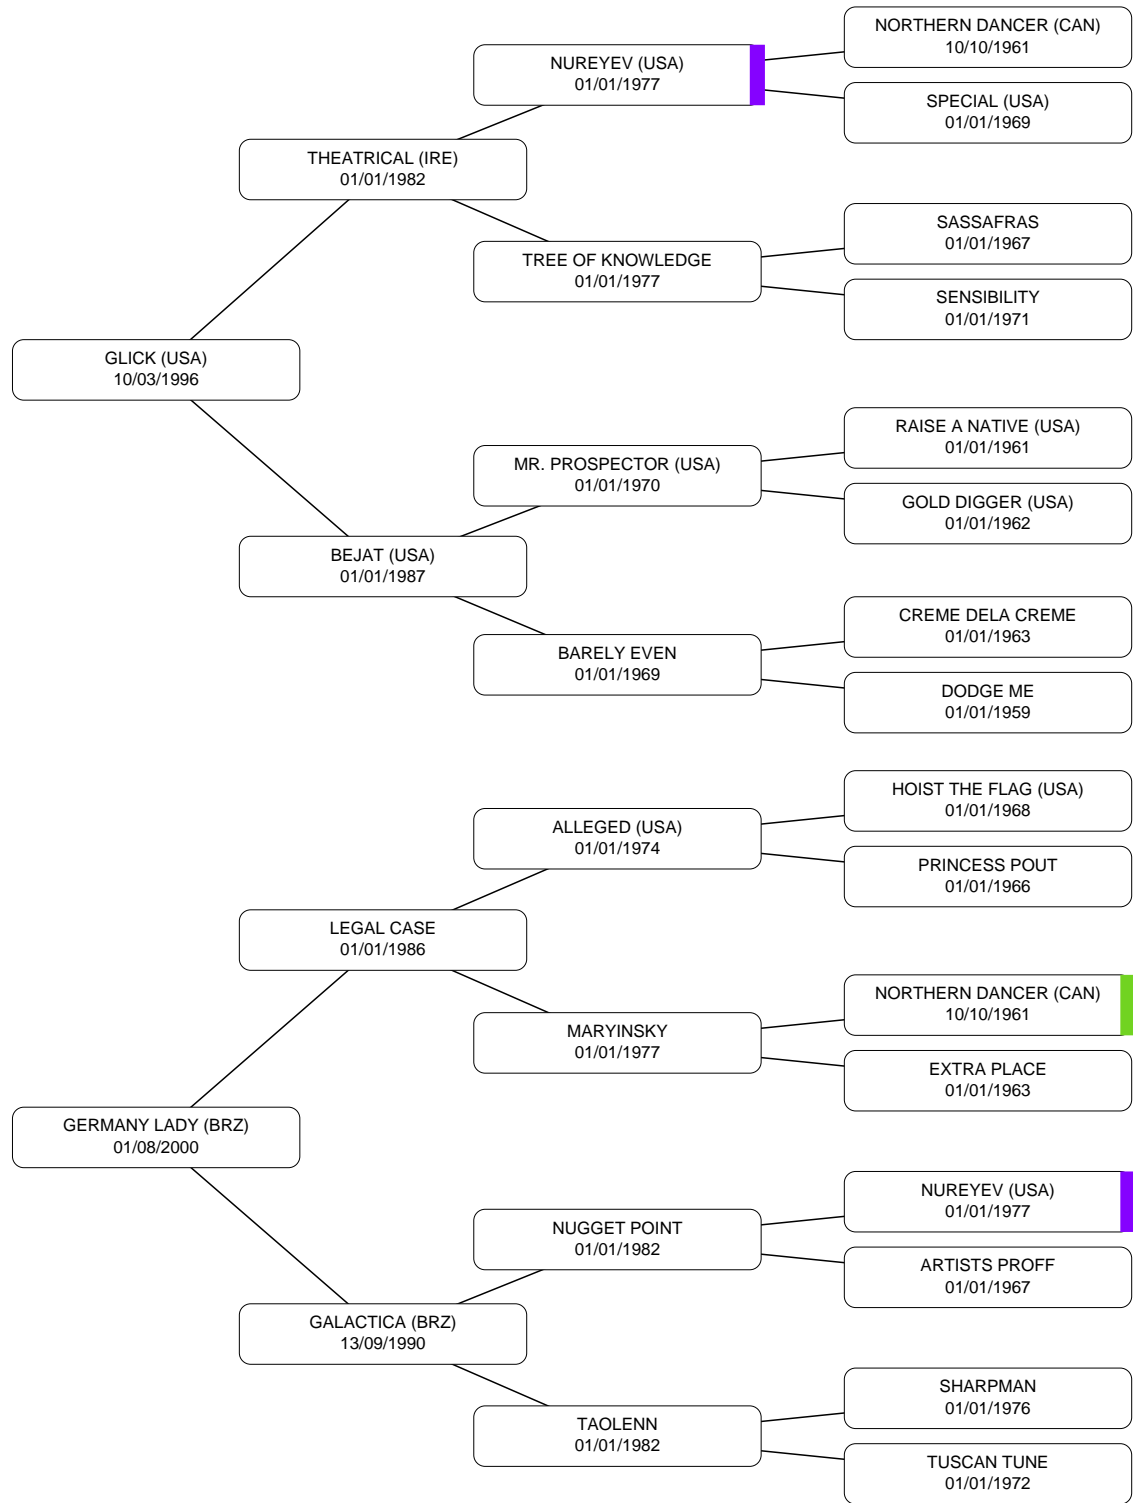 NORTHERN DANCER (CAN)
10/10/1961
NUREYEV (USA)
01/01/1977
SPECIAL (USA)
01/01/1969
THEATRICAL (IRE)
01/01/1982
SASSAFRAS
01/01/1967
TREE OF KNOWLEDGE
01/01/1977
SENSIBILITY
01/01/1971
GLICK (USA)
10/03/1996
RAISE A NATIVE (USA)
01/01/1961
MR. PROSPECTOR (USA)
01/01/1970
GOLD DIGGER (USA)
01/01/1962
BEJAT (USA)
01/01/1987
CREME DELA CREME
01/01/1963
BARELY EVEN
01/01/1969
DODGE ME
01/01/1959
HOIST THE FLAG (USA)
01/01/1968
ALLEGED (USA)
01/01/1974
PRINCESS POUT
01/01/1966
LEGAL CASE
01/01/1986
NORTHERN DANCER (CAN)
10/10/1961
MARYINSKY
01/01/1977
EXTRA PLACE
01/01/1963
GERMANY LADY (BRZ)
01/08/2000
NUREYEV (USA)
01/01/1977
NUGGET POINT
01/01/1982
ARTISTS PROFF
01/01/1967
GALACTICA (BRZ)
13/09/1990
SHARPMAN
01/01/1976
TAOLENN
01/01/1982
TUSCAN TUNE
01/01/1972